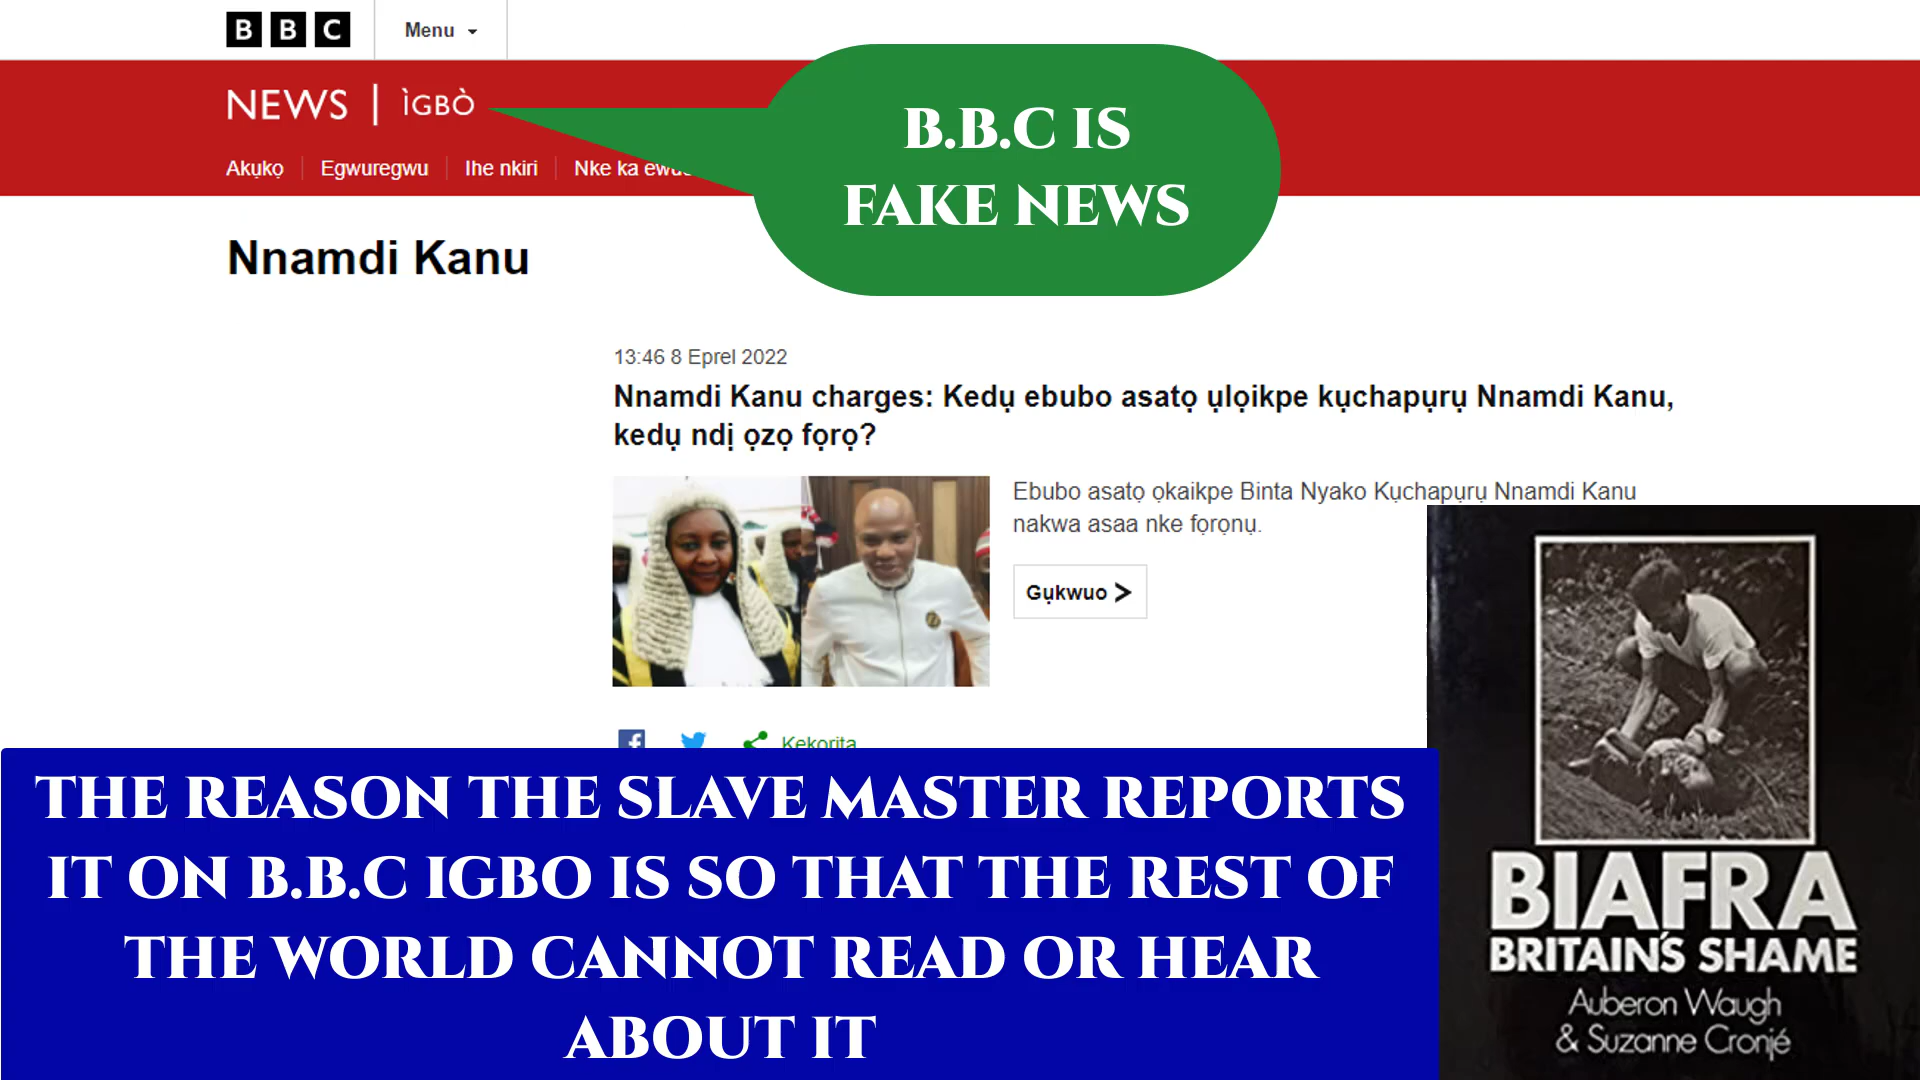 BBC
Menu
NEWS | ÌGBÒ
Akụkọ
Egwuregwu
Ihe nkiri
Nke ka
B.B.C IS
FAKE NEWS
Nnamdi Kanu
13:46 8 Eprel 2022
Nnamdi Kanu charges: Kedụ ebubo asatọ ụlọikpe kụchapụrụ Nnamdi Kanu,
kedụ ndị ọzọ fọrọ?
Ebubo asatọ ọkaikpe Binta Nyako Kụchapụrụ Nnamdi Kanu
nakwa asaa nke fọrọnụ.
Gụkwuo
Kekọrịta
THE REASON THE SLAVE MASTER REPORTS
IT ON B.B.C IGBO IS SO THAT THE REST OF
THE WORLD CANNOT READ OR HEAR
ABOUT IT
BIAFRA
BRITAIN'S SHAME
Auberon Waugh
& Suzanne Cronjé